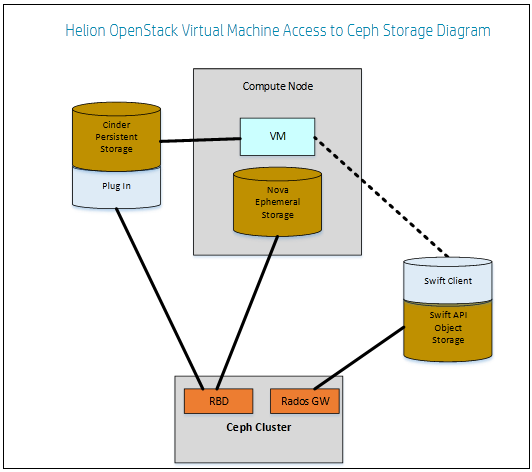 Helion OpenStack Virtual Machine Access to Ceph Storage Diagram
Compute Node
Cinder
Persistent
Storage
Plug In
VM
Nova
Ephemeral
Storage
Swift Client
Swift API
Object
Storage
RBD
Rados GW
Ceph Cluster